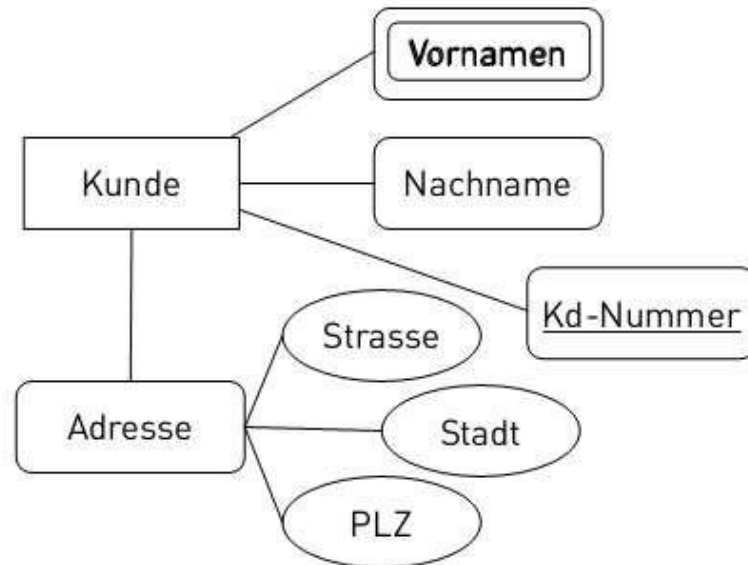 Vornamen
Kunde
Nachname
Kd-Nummer
Strasse
Adresse
Stadt
PLZ